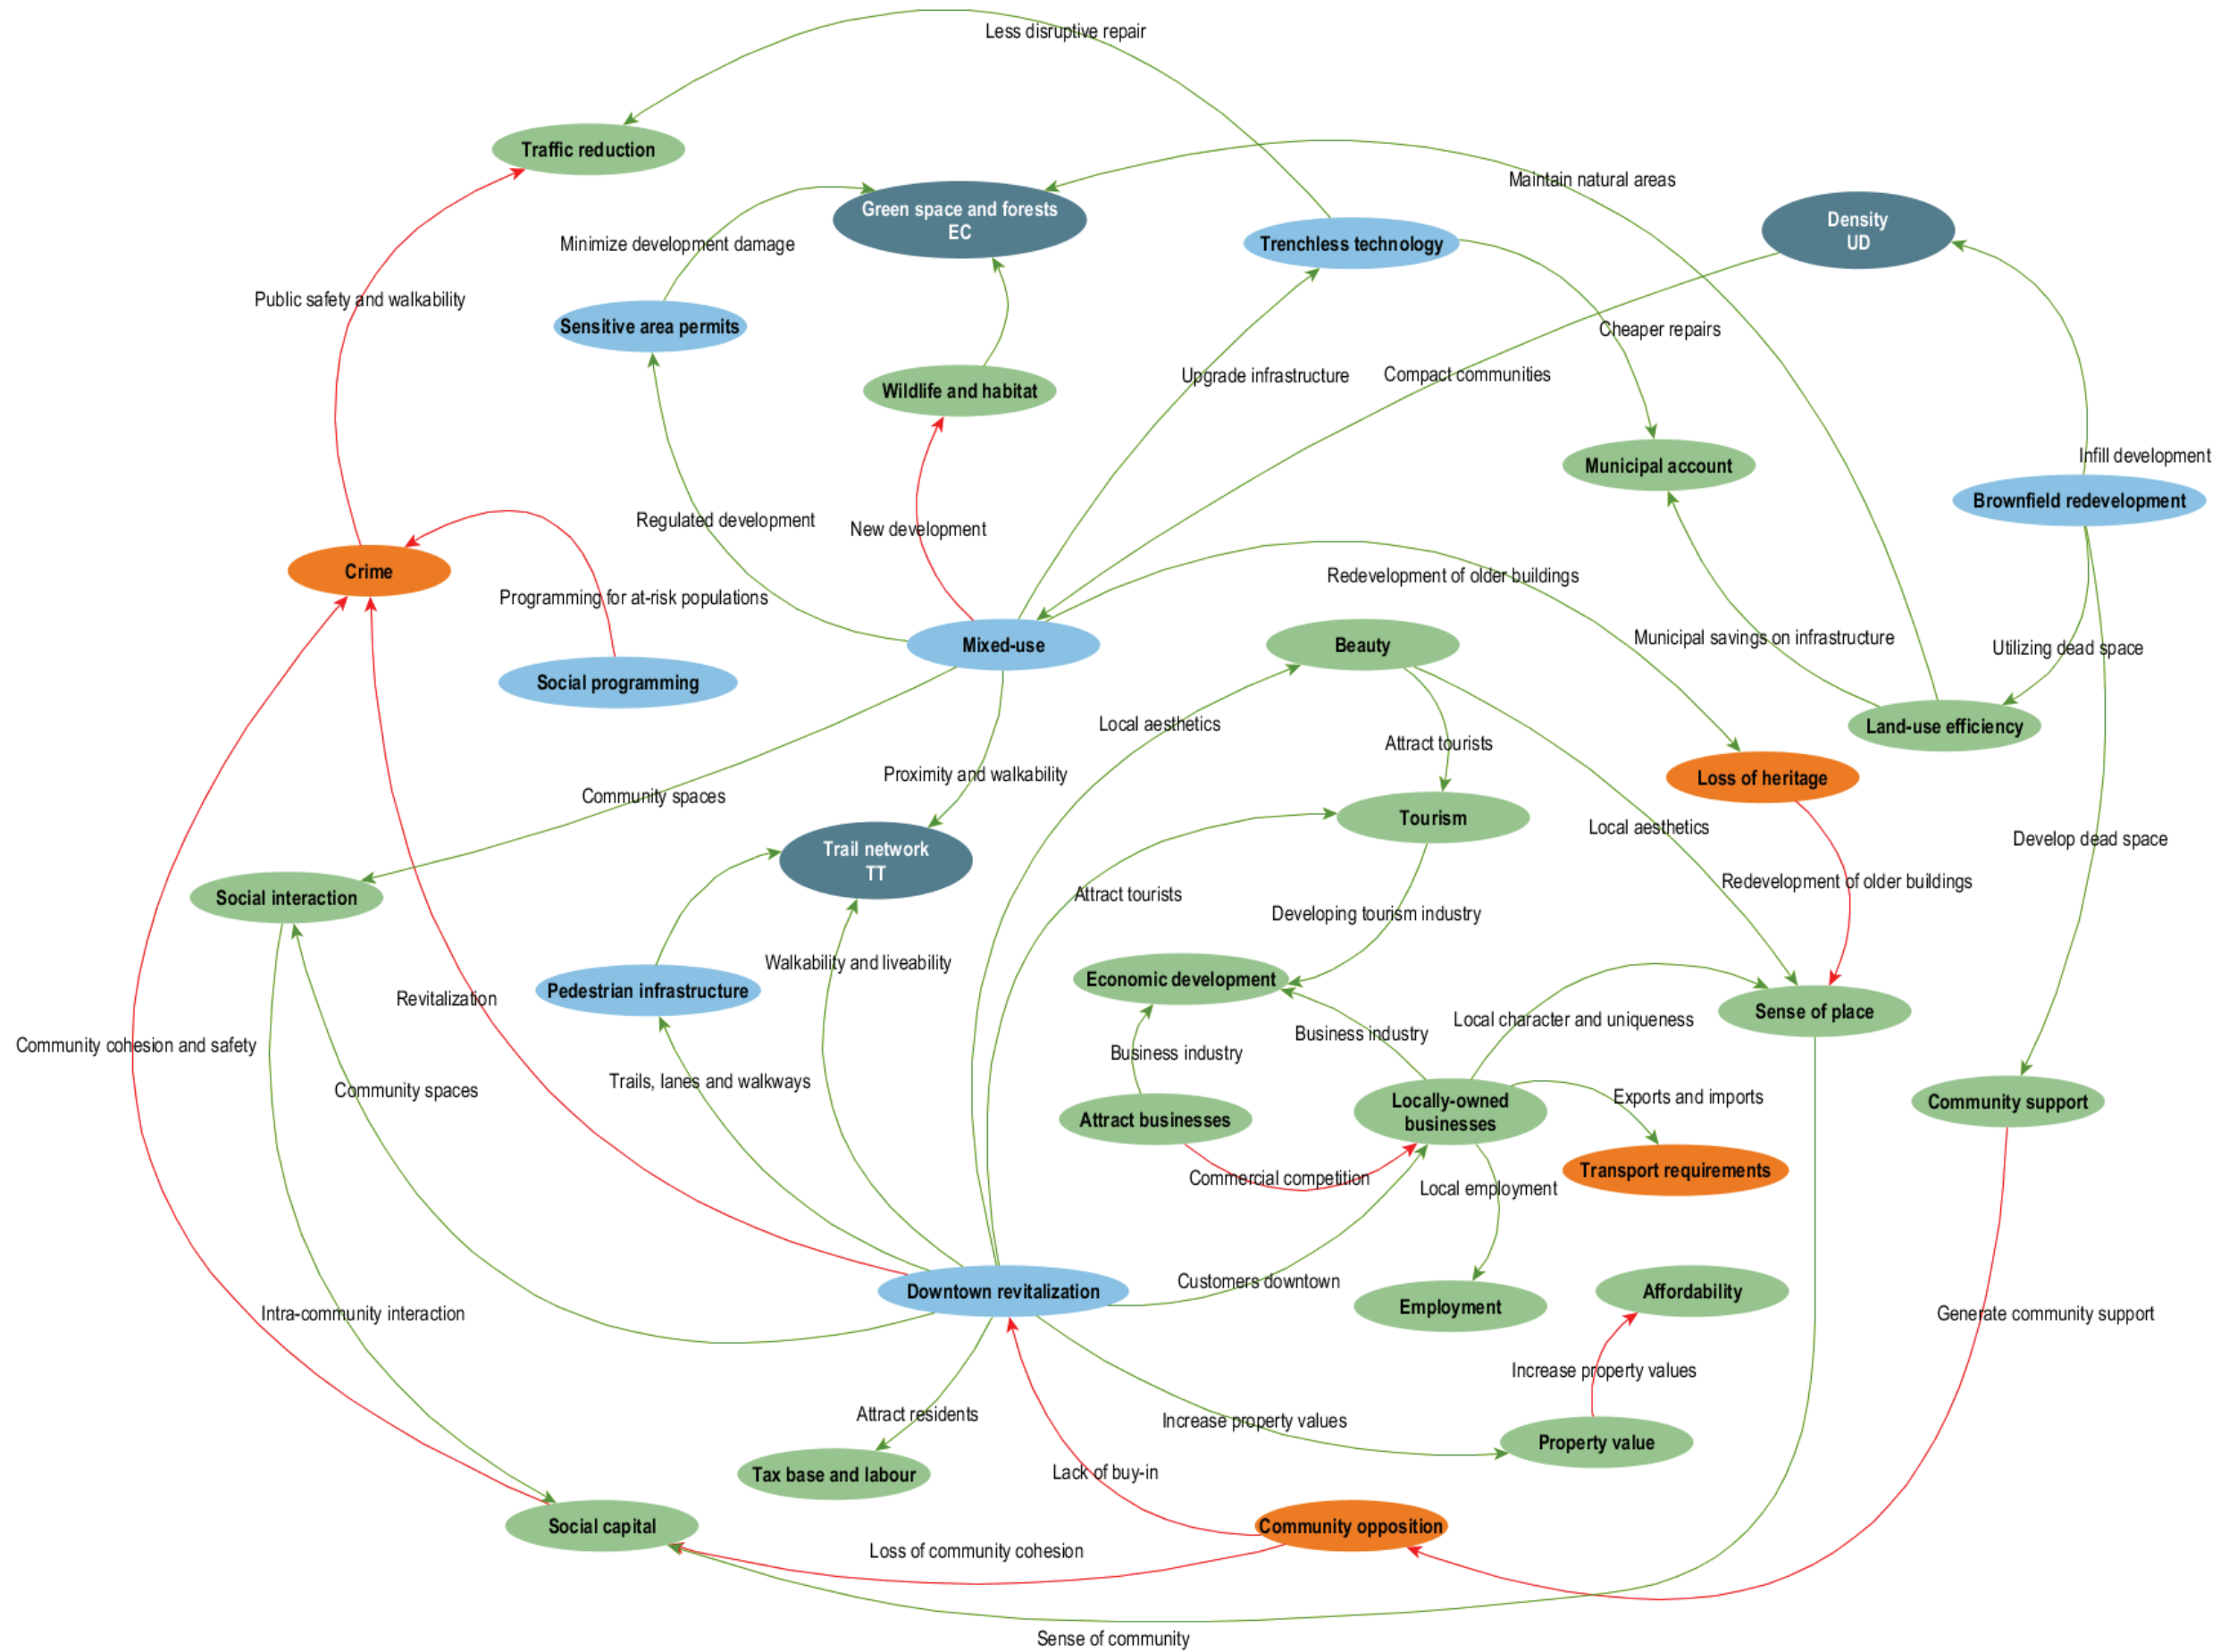 Less disruptive repair
Traffic reduction
Maintain natural areas
Green space and forests
EC
Density
UD
Minimize development damage
Trenchless technology
Public safety and walkability
Sensitive area permits
Cheaper repairs
Upgrade infrastructure
Compact communities
Wildlife and habitat
Infill development
Municipal account
Brownfield redevelopment
Regulated development
New development
Crime
Redevelopment of older buildings
Programming for at-risk populations
Municipal savings on infrastructure
Mixed-use
Beauty
Utilizing dead space
Social programming
Local aesthetics
Land-use efficiency
Attract tourists
Proximity and walkability
Loss of heritage
Community spaces
Tourism
Local aesthetics
Develop dead space
Trail network
TT
Redevelopment of older buildings
Social interaction
Attract tourists
Developing tourism industry
Walkability and liveability
Economic development
Pedestrian infrastructure
Revitalization
Sense of place
Local character and uniqueness
Business industry
Community cohesion and safety
Business industry
Trails, lanes and walkways
Community spaces
Exports and imports
Locally-owned
businesses
Community support
Attract businesses
Transport requirements
Commercial competition
Local employment
Customers downtown
Downtown revitalization
Affordability
Employment
Intra-community interaction
Generate community support
Increase property values
Attract residents
Increase property values
Property value
Tax base and labour
Lack of buy-in
Social capital
Community opposition
Loss of community cohesion
Sense of community